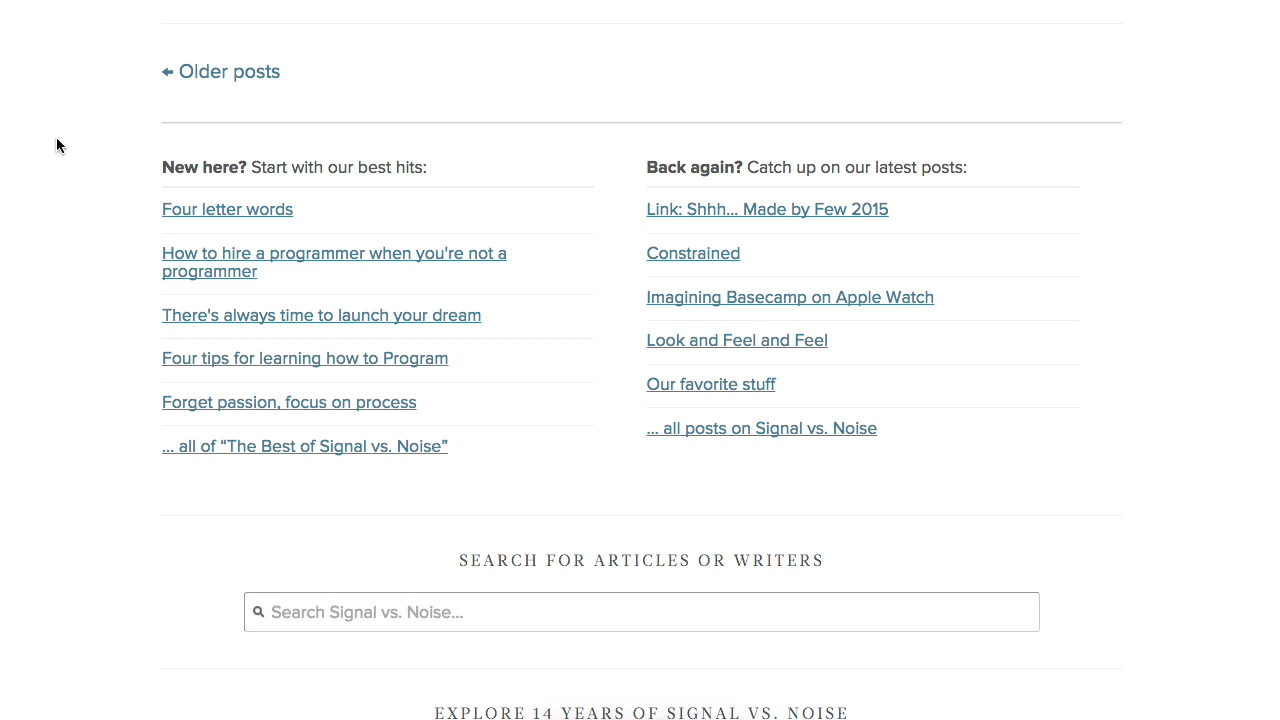 Older posts
New here? Start with our best hits:
Four letter words
How to hire a programmer when you're not a
programmer
There's always time to launch your dream
Four tips for learning how to Program
Forget passion, focus on process
... all of “The Best of Signal vs. Noise”
Back again? Catch up on our latest posts:
Link: Shhh... Made by Few 2015
Constrained
Imagining Basecamp on Apple Watch
Look and Feel and Feel
Our favorite stuff
... all posts on Signal vs. Noise
SEARCH FOR ARTICLES OR WRITERS
Search Signal vs. Noise...
EXPLORE 14 YEARS OF SIGNAL VS. NOISE